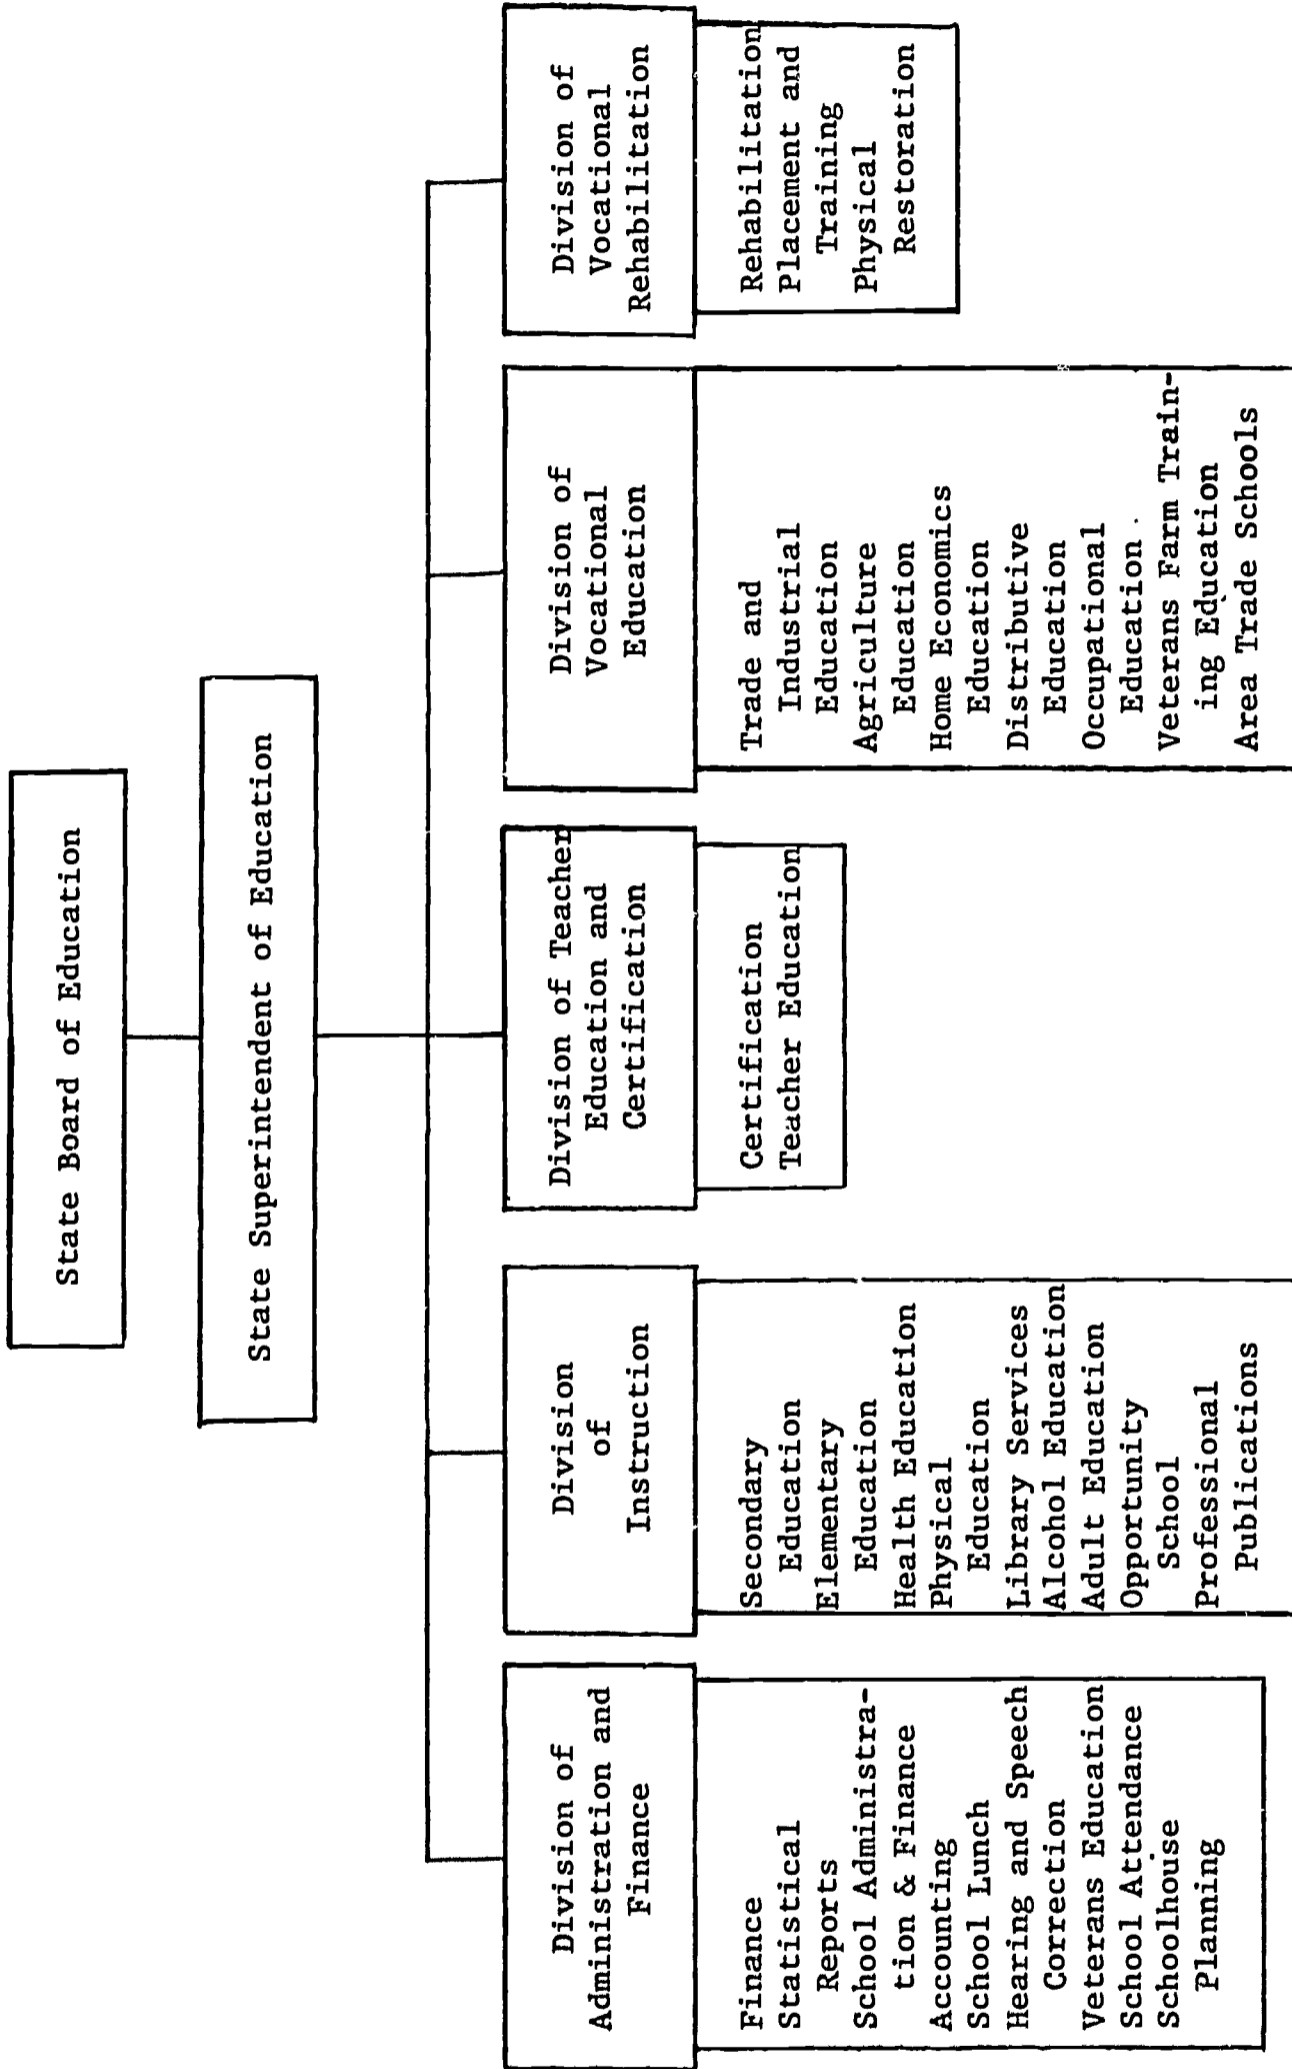 State Board of Education
State Superintendent of Education
Division of
Administration and
Finance
Finance
Statistical
Reports
School Administra-
tion & Finance
Accounting
School Lunch
Hearing and Speech
Correction
Veterans Education
School Attendance
Schoolhouse
Planning
Division
of
Instruction
Secondary
Education
Elementary
Education
Health Education
Physical
Education
Library Services
Alcohol Education
Adult Education
Opportunity
School
Professional
Publications
Division of Teacher
Education and
Certification
Certification
Teacher Education
Division of
Vocational
Education
Trade and
Industrial
Education
Agriculture
Education
Home Economics
Education
Distributive
Education
Occupational
Education
Veterans Farm Train-
ing Education
Area Trade Schools
Division of
Vocational
Rehabilitation
Rehabilitation
Placement and
Training
Physical
Restoration